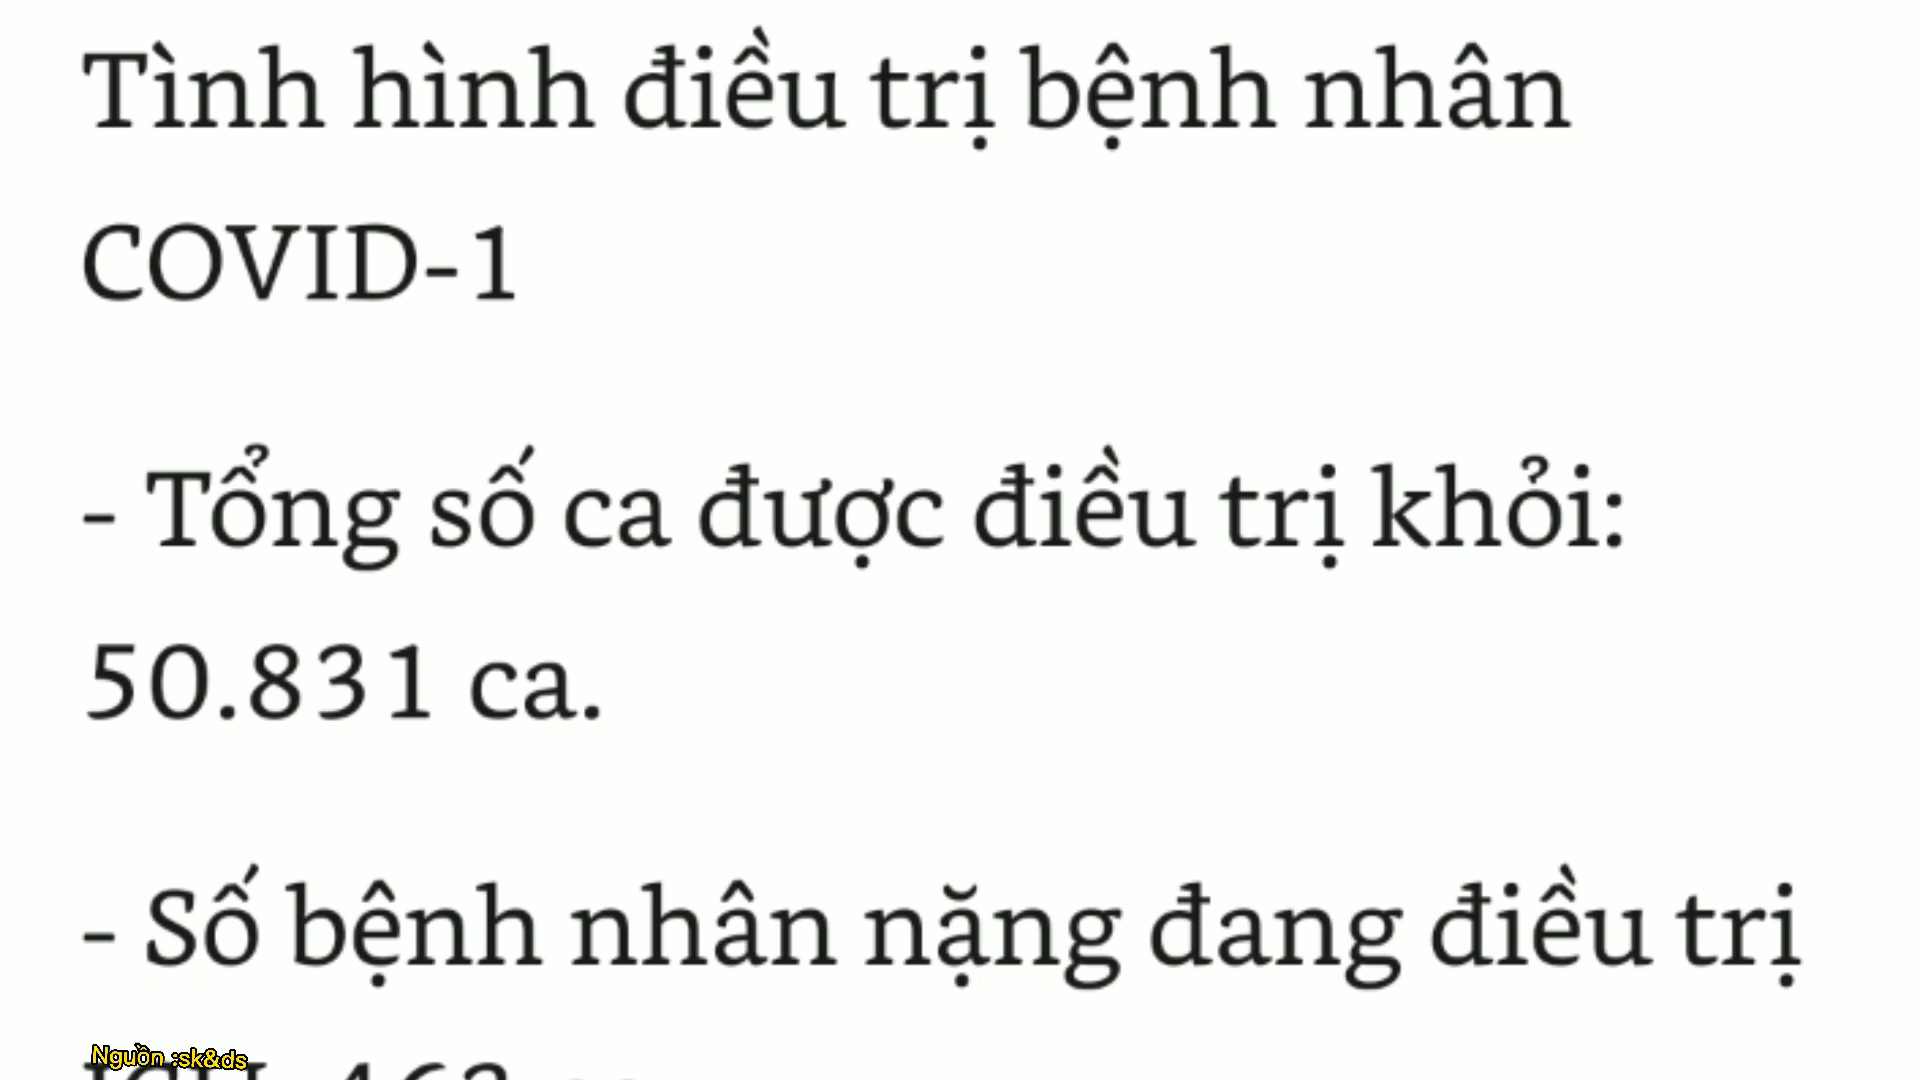 Tình hình điều trị bệnh nhân
COVID-1
- Tổng số ca được điều trị khỏi:
50.831 ca.
- Số bệnh nhân nặng đang điều trị
Nguồn :sk&ds